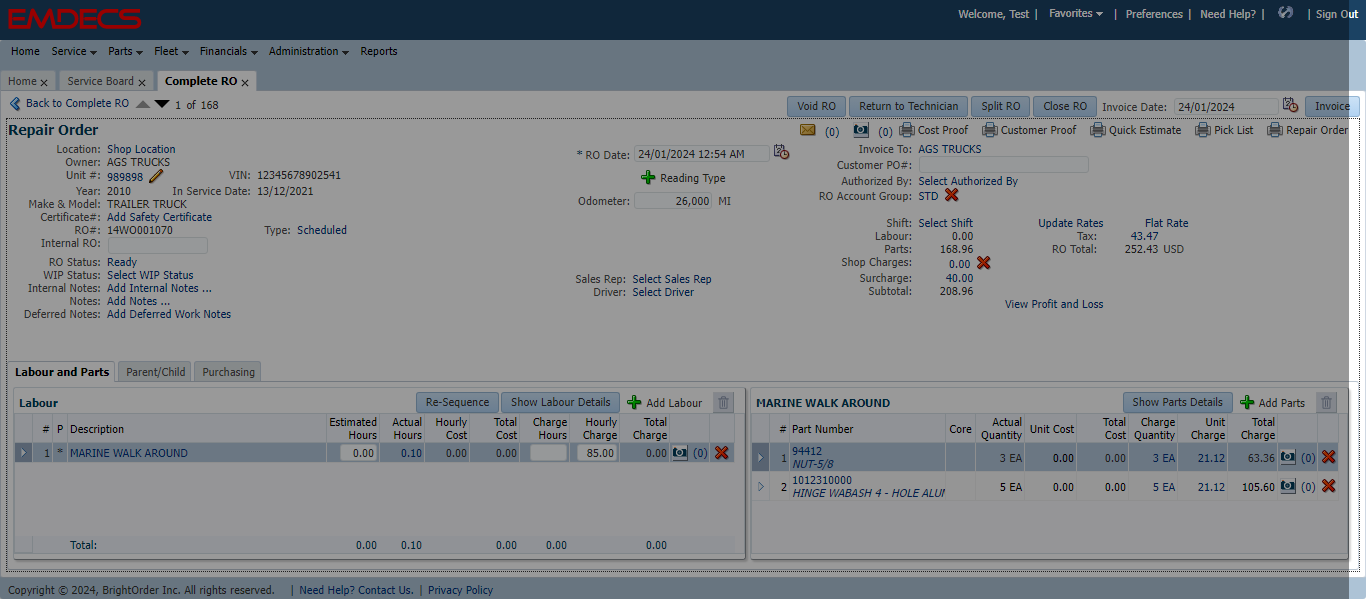 EMDECS
Welcome, Test | Favorites | Preferences | Need Help? | | Sign Out
Home Service Parts Fleet Financials Administration Reports
Home x Service Board x Complete RO x
Back to Complete RO 1 of 168 Void RO Return to Technician Split RO Close RO Invoice Date: 24/01/2024 Invoice
Repair Order (0) (0) Cost Proof Customer Proof Quick Estimate Pick List Repair Order
Location: Shop Location * RO Date: 24/01/2024 12:54 AM Invoice To: AGS TRUCKS
Owner: AGS TRUCKS Customer PO#:
Unit #: 989898 VIN: 12345678902541 Reading Type Authorized By: Select Authorized By
Year: 2010 In Service Date: 13/12/2021 RO Account Group: STD
Make & Model: TRAILER TRUCK Odometer: 26,000 MI
Certificate#: Add Safety Certificate Shift: Select Shift Update Rates Flat Rate
RO#: 14WO001070 Type: Scheduled Labour: 0.00 Tax: 43.47
Internal RO: Parts: 168.96 RO Total: 252.43 USD
RO Status: Ready Shop Charges: 0.00
WIP Status: Select WIP Status Sales Rep: Select Sales Rep Surcharge: 40.00
Internal Notes: Add Internal Notes ... Driver: Select Driver Subtotal: 208.96
Notes: Add Notes ... View Profit and Loss
Deferred Notes: Add Deferred Work Notes
Labour and Parts Parent/Child Purchasing
Labour Re-Sequence Show Labour Details Add Labour
# P Description Estimated Hours Actual Hours Hourly Cost Total Cost Charge Hours Hourly Charge Total Charge
1 * MARINE WALK AROUND 0.00 0.10 0.00 0.00 85.00 0.00 (0)
Total: 0.00 0.10 0.00 0.00 0.00
MARINE WALK AROUND Show Parts Details Add Parts
# Part Number Core Actual Quantity Unit Cost Total Cost Charge Quantity Unit Charge Total Charge
1 94412 3 EA 0.00 0.00 3 EA 21.12 63.36 (0)
NUT-5/8
2 1012310000 5 EA 0.00 0.00 5 EA 21.12 105.60 (0)
HINGE WABASH 4 - HOLE
Copyright © 2024, BrightOrder Inc. All rights reserved. | Need Help? Contact Us. | Privacy Policy